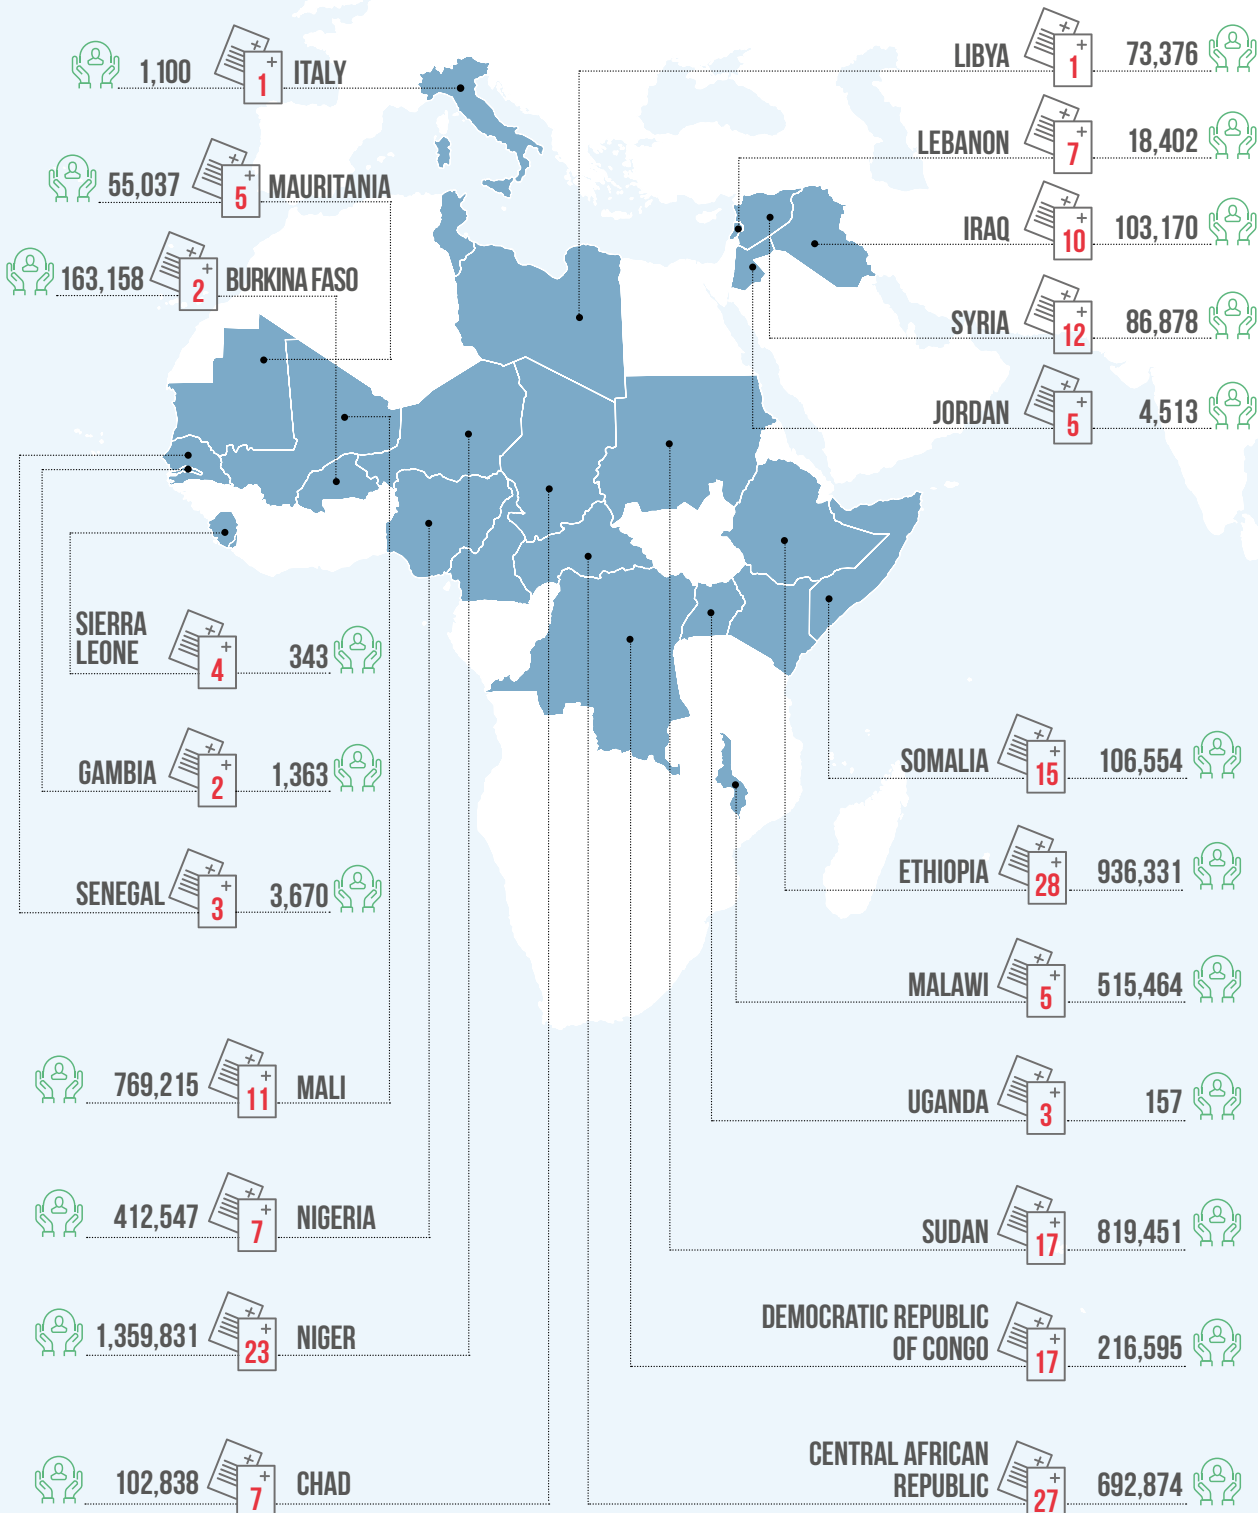 1,100 1 ITALY
55,037 5 MAURITANIA
163,158 2 BURKINA FASO
SIERRA
LEONE 4 343
GAMBIA 2 1,363
SENEGAL 3 3,670
769,215 11 MALI
412,547 7 NIGERIA
1,359,831 23 NIGER
102,838 7 CHAD
LIBYA 1 73,376
LEBANON 7 18,402
IRAQ 10 103,170
SYRIA 12 86,878
JORDAN 5 4,513
SOMALIA 15 106,554
ETHIOPIA 28 936,331
MALAWI 5 515,464
UGANDA 3 157
SUDAN 17 819,451
DEMOCRATIC REPUBLIC
OF CONGO 17 216,595
CENTRAL AFRICAN
REPUBLIC 27 692,874